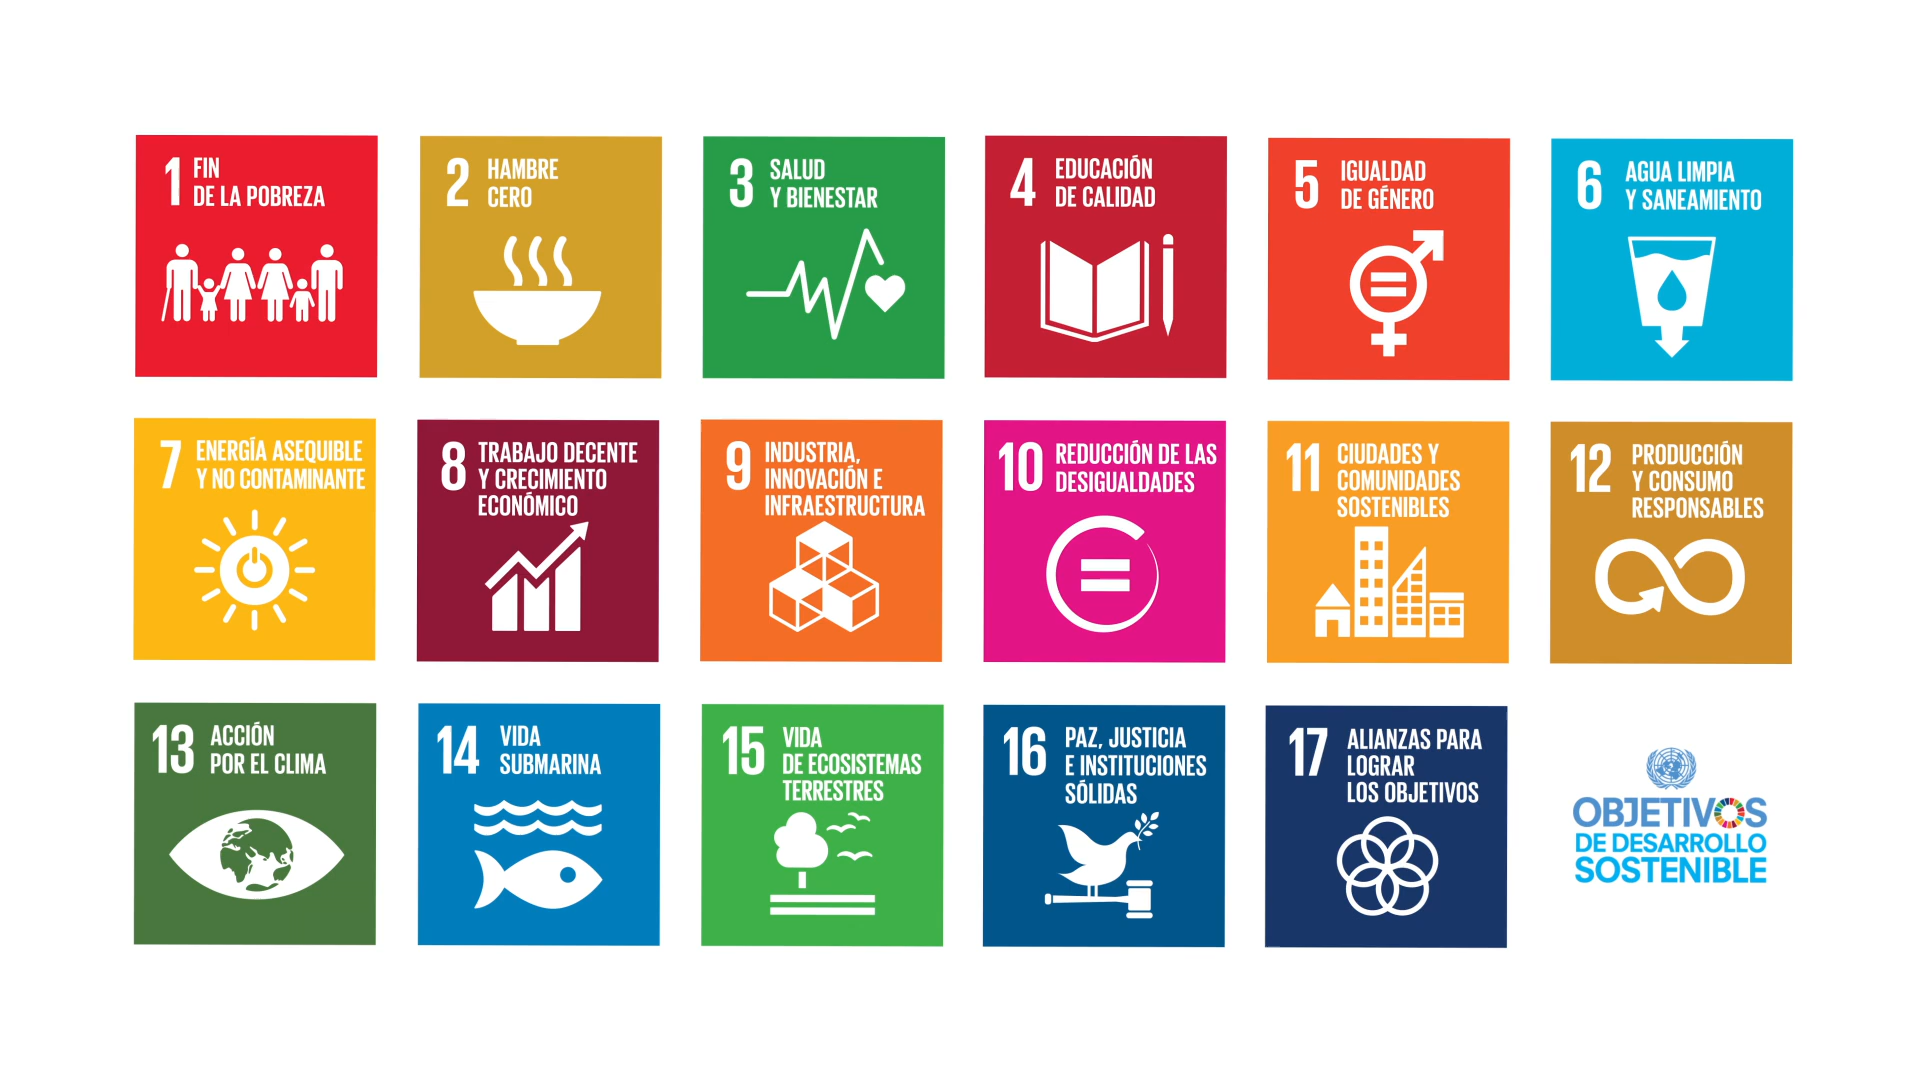 1 FIN
DE LA POBREZA
2 HAMBRE
CERO
3 SALUD
Y BIENESTAR
4 EDUCACIÓN
DE CALIDAD
5 IGUALDAD
DE GÉNERO
6 AGUA LIMPIA
Y SANEAMIENTO
7 ENERGÍA ASEQUIBLE
Y NO CONTAMINANTE
8 TRABAJO DECENTE
Y CRECIMIENTO
ECONÓMICO
9 INDUSTRIA,
INNOVACIÓN E
INFRAESTRUCTURA
10 REDUCCIÓN DE LAS
DESIGUALDADES
11 CIUDADES Y
COMUNIDADES
SOSTENIBLES
12 PRODUCCIÓN
Y CONSUMO
RESPONSABLES
13 ACCIÓN
POR EL CLIMA
14 VIDA
SUBMARINA
15 VIDA
DE ECOSISTEMAS
TERRESTRES
16 PAZ, JUSTICIA
E INSTITUCIONES
SÓLIDAS
17 ALIANZAS PARA
LOGRAR
LOS OBJETIVOS
OBJETIVOS
DE DESARROLLO
SOSTENIBLE